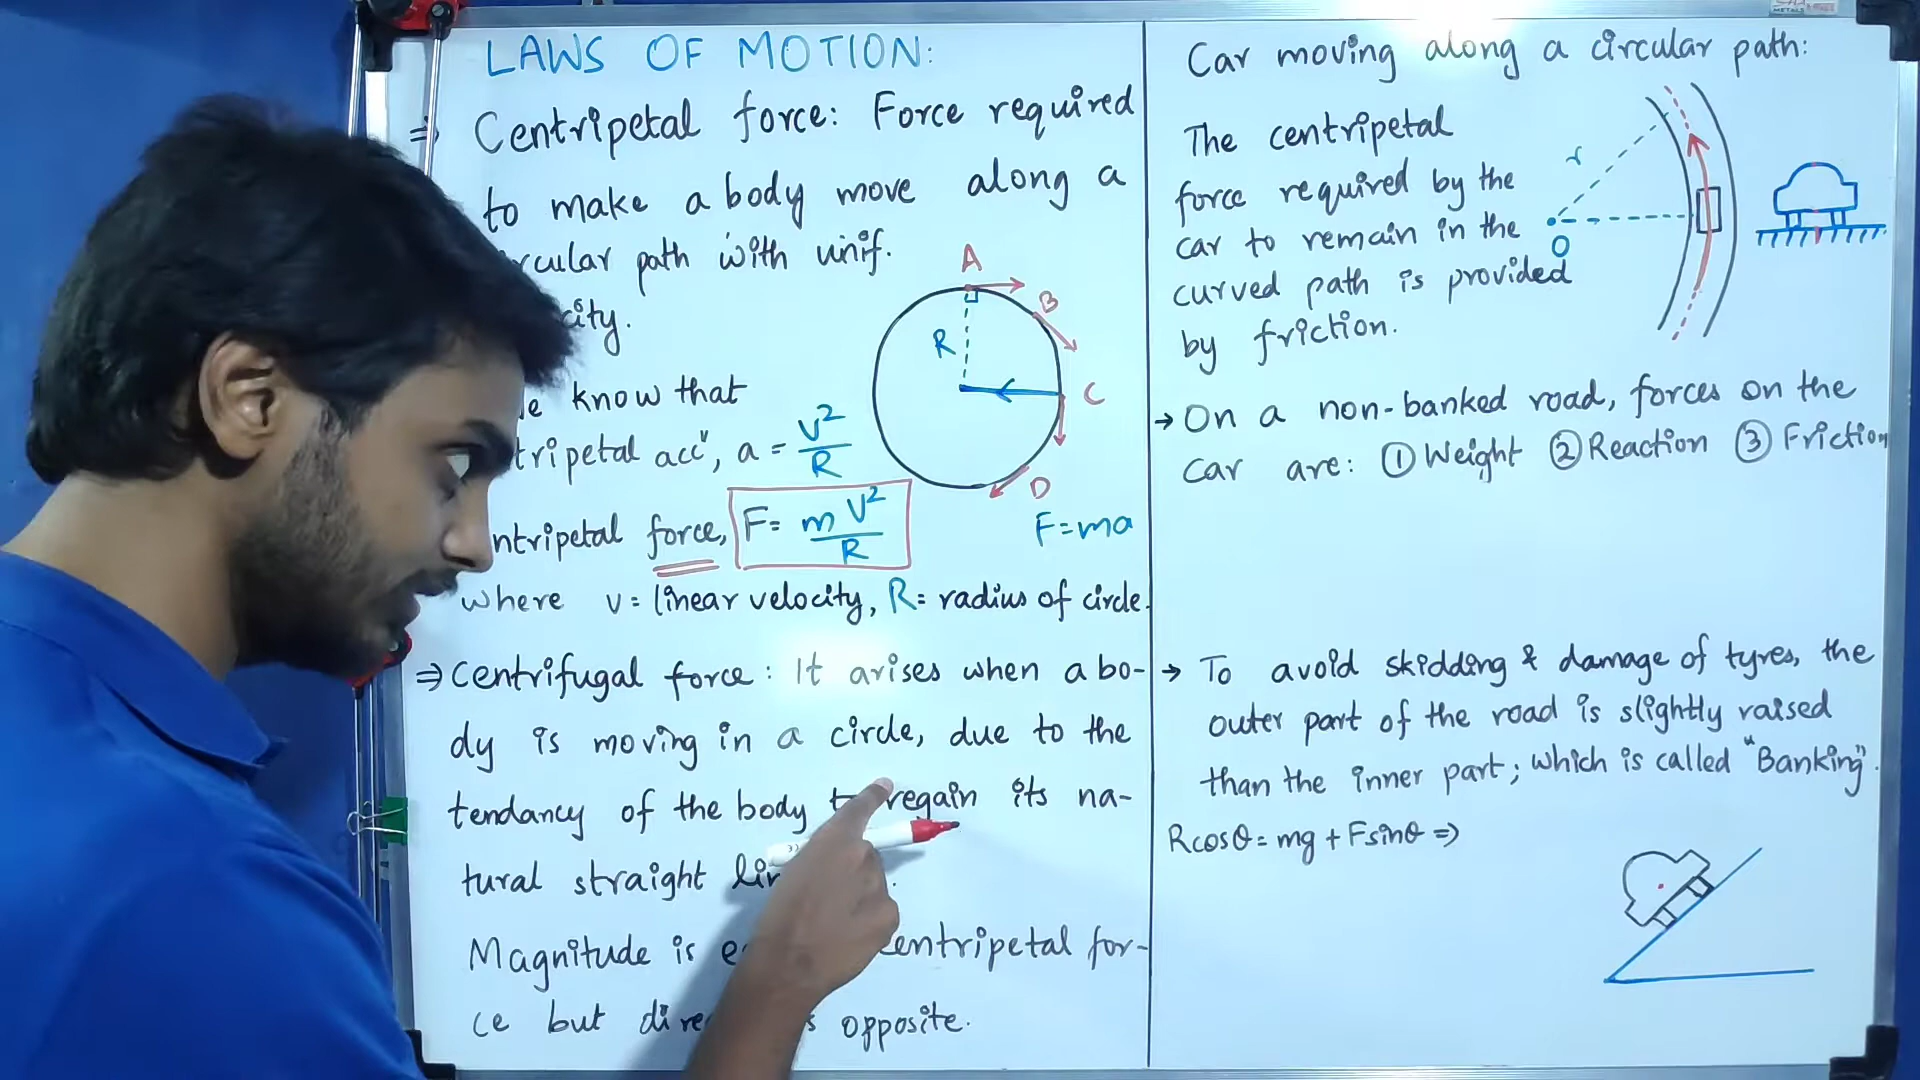 LAWS OF MOTION:
⇒ Centripetal force: Force required
to make a body move along a
rcular path with unif.
city.
e know that
tripetal accⁿ, a = V²/R
ntripetal force, F = mV²/R
where v = linear velocity, R = radius of circle.
A
B
C
D
R
F=ma
⇒ Centrifugal force: It arises when a bo-
dy is moving in a circle, due to the
tendancy of the body regain its na-
tural straight
Magnitude is entripetal for-
ce but opposite.
Car moving along a circular path:
The centripetal
force required by the
car to remain in the
curved path is provided
by friction.
r
O
→ On a non-banked road, forces on the
car are: ① Weight ② Reaction ③ Friction
→ To avoid skidding & damage of tyres, the
outer part of the road is slightly raised
than the inner part; which is called "Banking".
Rcosθ = mg + Fsinθ ⇒